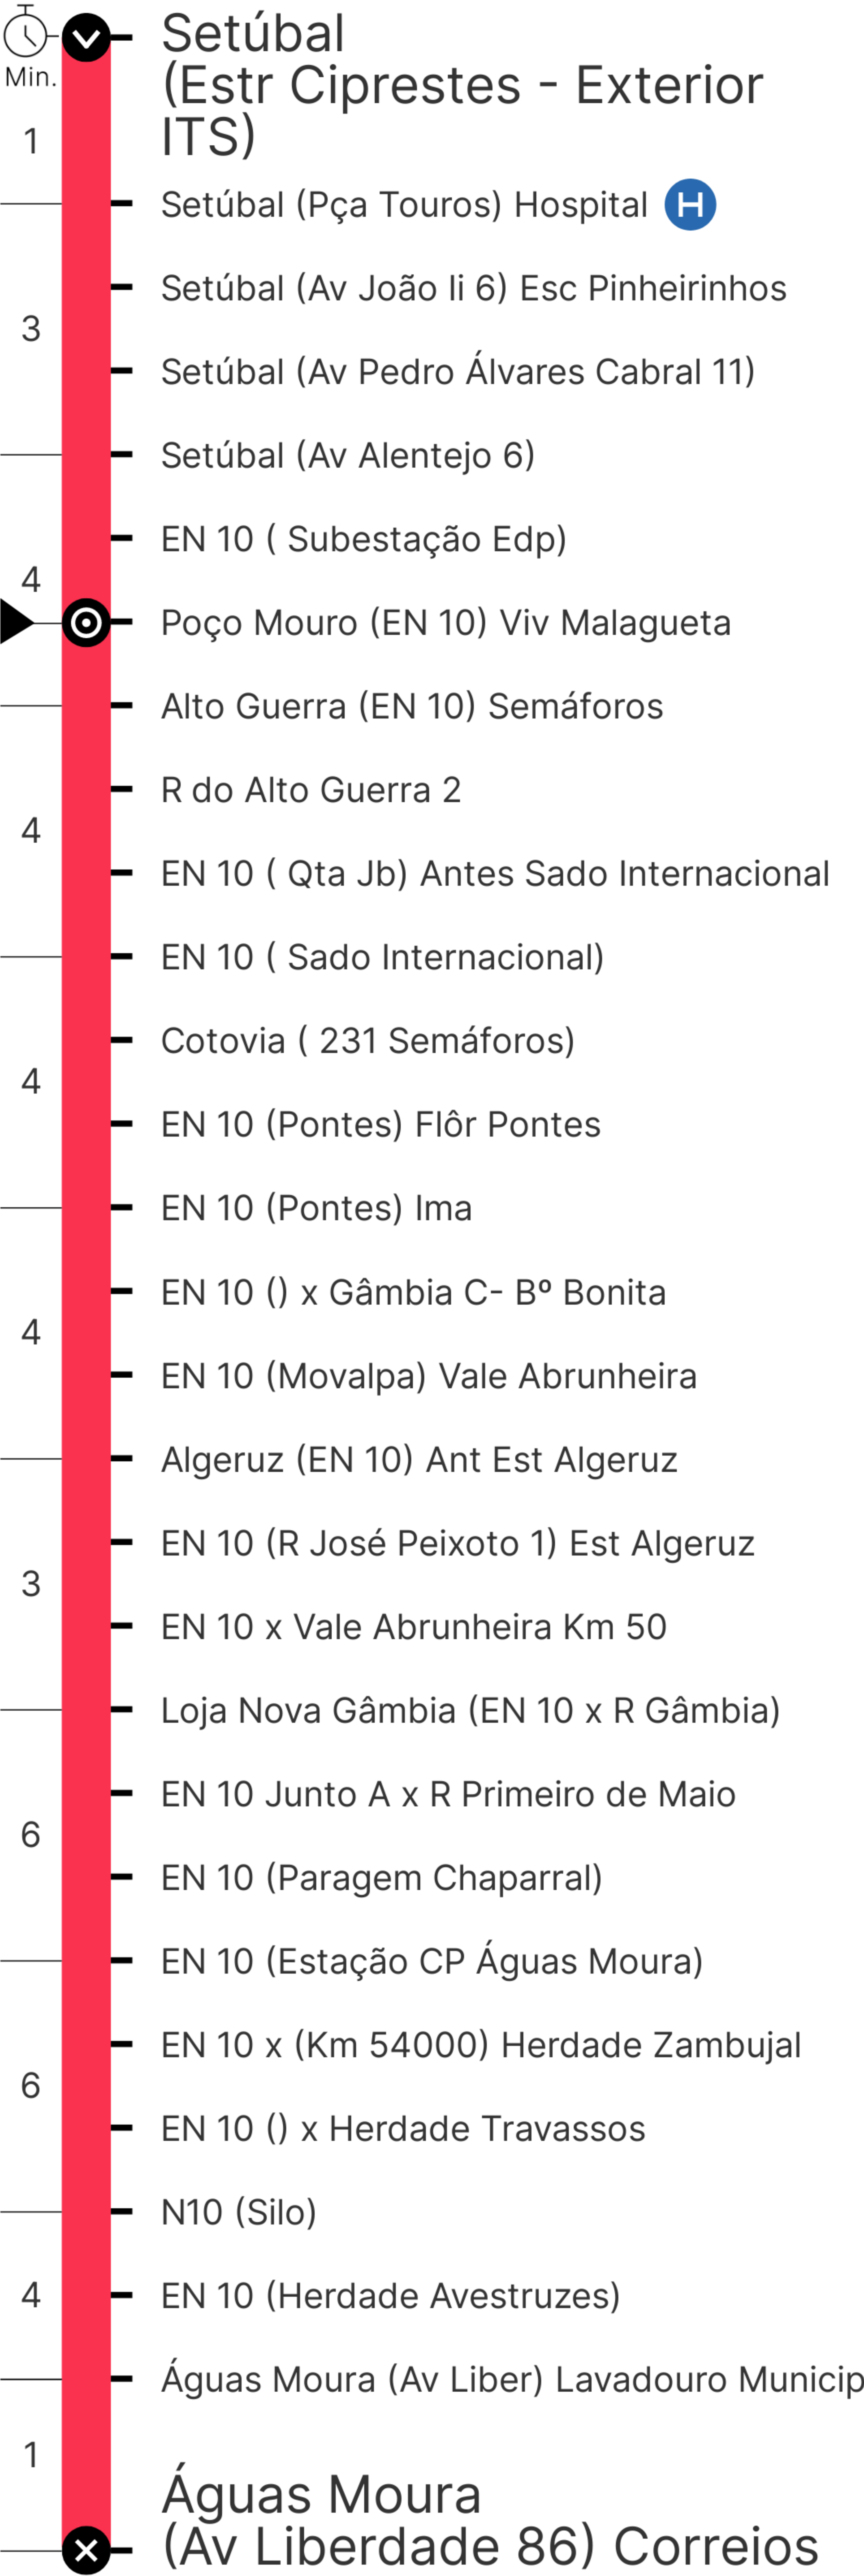 Min.
Setúbal
(Estr Ciprestes - Exterior
ITS)
1
Setúbal (Pça Touros) Hospital H
Setúbal (Av João Ii 6) Esc Pinheirinhos
3
Setúbal (Av Pedro Álvares Cabral 11)
Setúbal (Av Alentejo 6)
EN 10 ( Subestação Edp)
4
Poço Mouro (EN 10) Viv Malagueta
Alto Guerra (EN 10) Semáforos
R do Alto Guerra 2
4
EN 10 ( Qta Jb) Antes Sado Internacional
EN 10 ( Sado Internacional)
Cotovia ( 231 Semáforos)
4
EN 10 (Pontes) Flôr Pontes
EN 10 (Pontes) Ima
EN 10 () x Gâmbia C- Bº Bonita
4
EN 10 (Movalpa) Vale Abrunheira
Algeruz (EN 10) Ant Est Algeruz
EN 10 (R José Peixoto 1) Est Algeruz
3
EN 10 x Vale Abrunheira Km 50
Loja Nova Gâmbia (EN 10 x R Gâmbia)
EN 10 Junto A x R Primeiro de Maio
6
EN 10 (Paragem Chaparral)
EN 10 (Estação CP Águas Moura)
EN 10 x (Km 54000) Herdade Zambujal
6
EN 10 () x Herdade Travassos
N10 (Silo)
4
EN 10 (Herdade Avestruzes)
Águas Moura (Av Liber) Lavadouro Municip
1
Águas Moura
(Av Liberdade 86) Correios